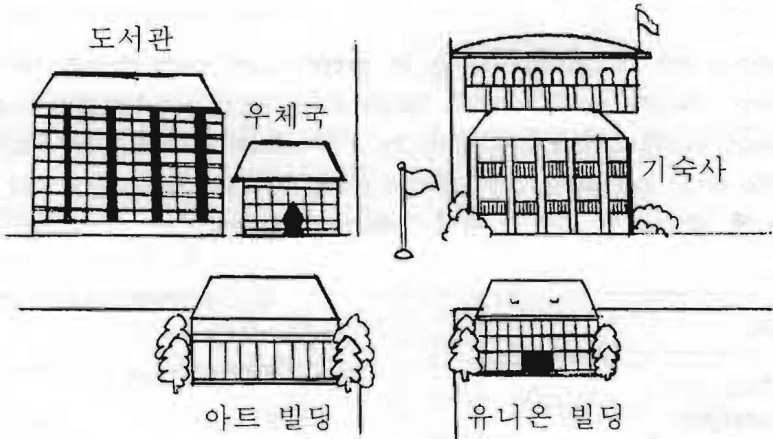 도서관
우체국
기숙사
아트 빌딩
유니온 빌딩